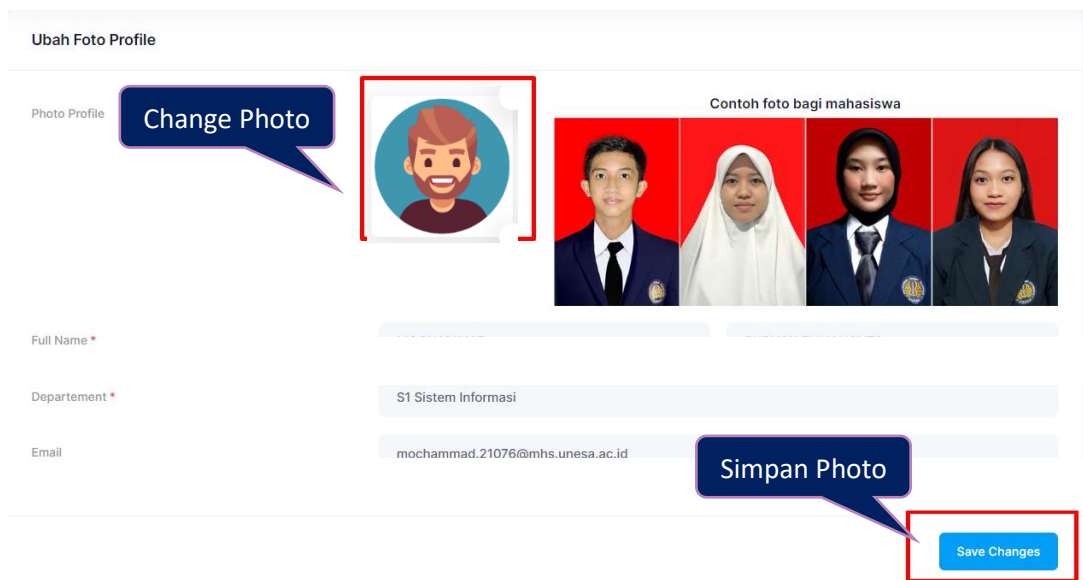 Ubah Foto Profile
Photo Profile
Change Photo
Contoh foto bagi mahasiswa
Full Name *
Departement *
S1 Sistem Informasi
Email
mochammad.21076@mhs.unesa.ac.id
Simpan Photo
Save Changes